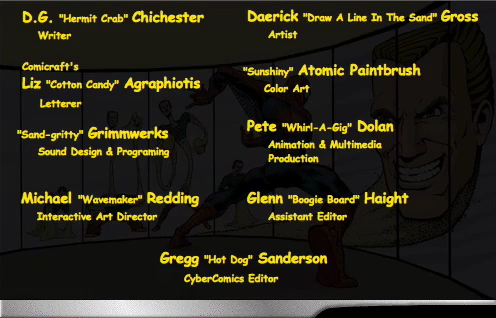 D.G. "Hermit Crab" Chichester
Writer
Daerick "Draw A Line In The Sand" Gross
Artist
Comicraft's
Liz "Cotton Candy" Agraphiotis
Letterer
"Sunshiny" Atomic Paintbrush
Color Art
"Sand-gritty" Grimmwerks
Sound Design & Programing
Pete "Whirl-A-Gig" Dolan
Animation & Multimedia
Production
Michael "Wavemaker" Redding
Interactive Art Director
Glenn "Boogie Board" Haight
Assistant Editor
Gregg "Hot Dog" Sanderson
CyberComics Editor